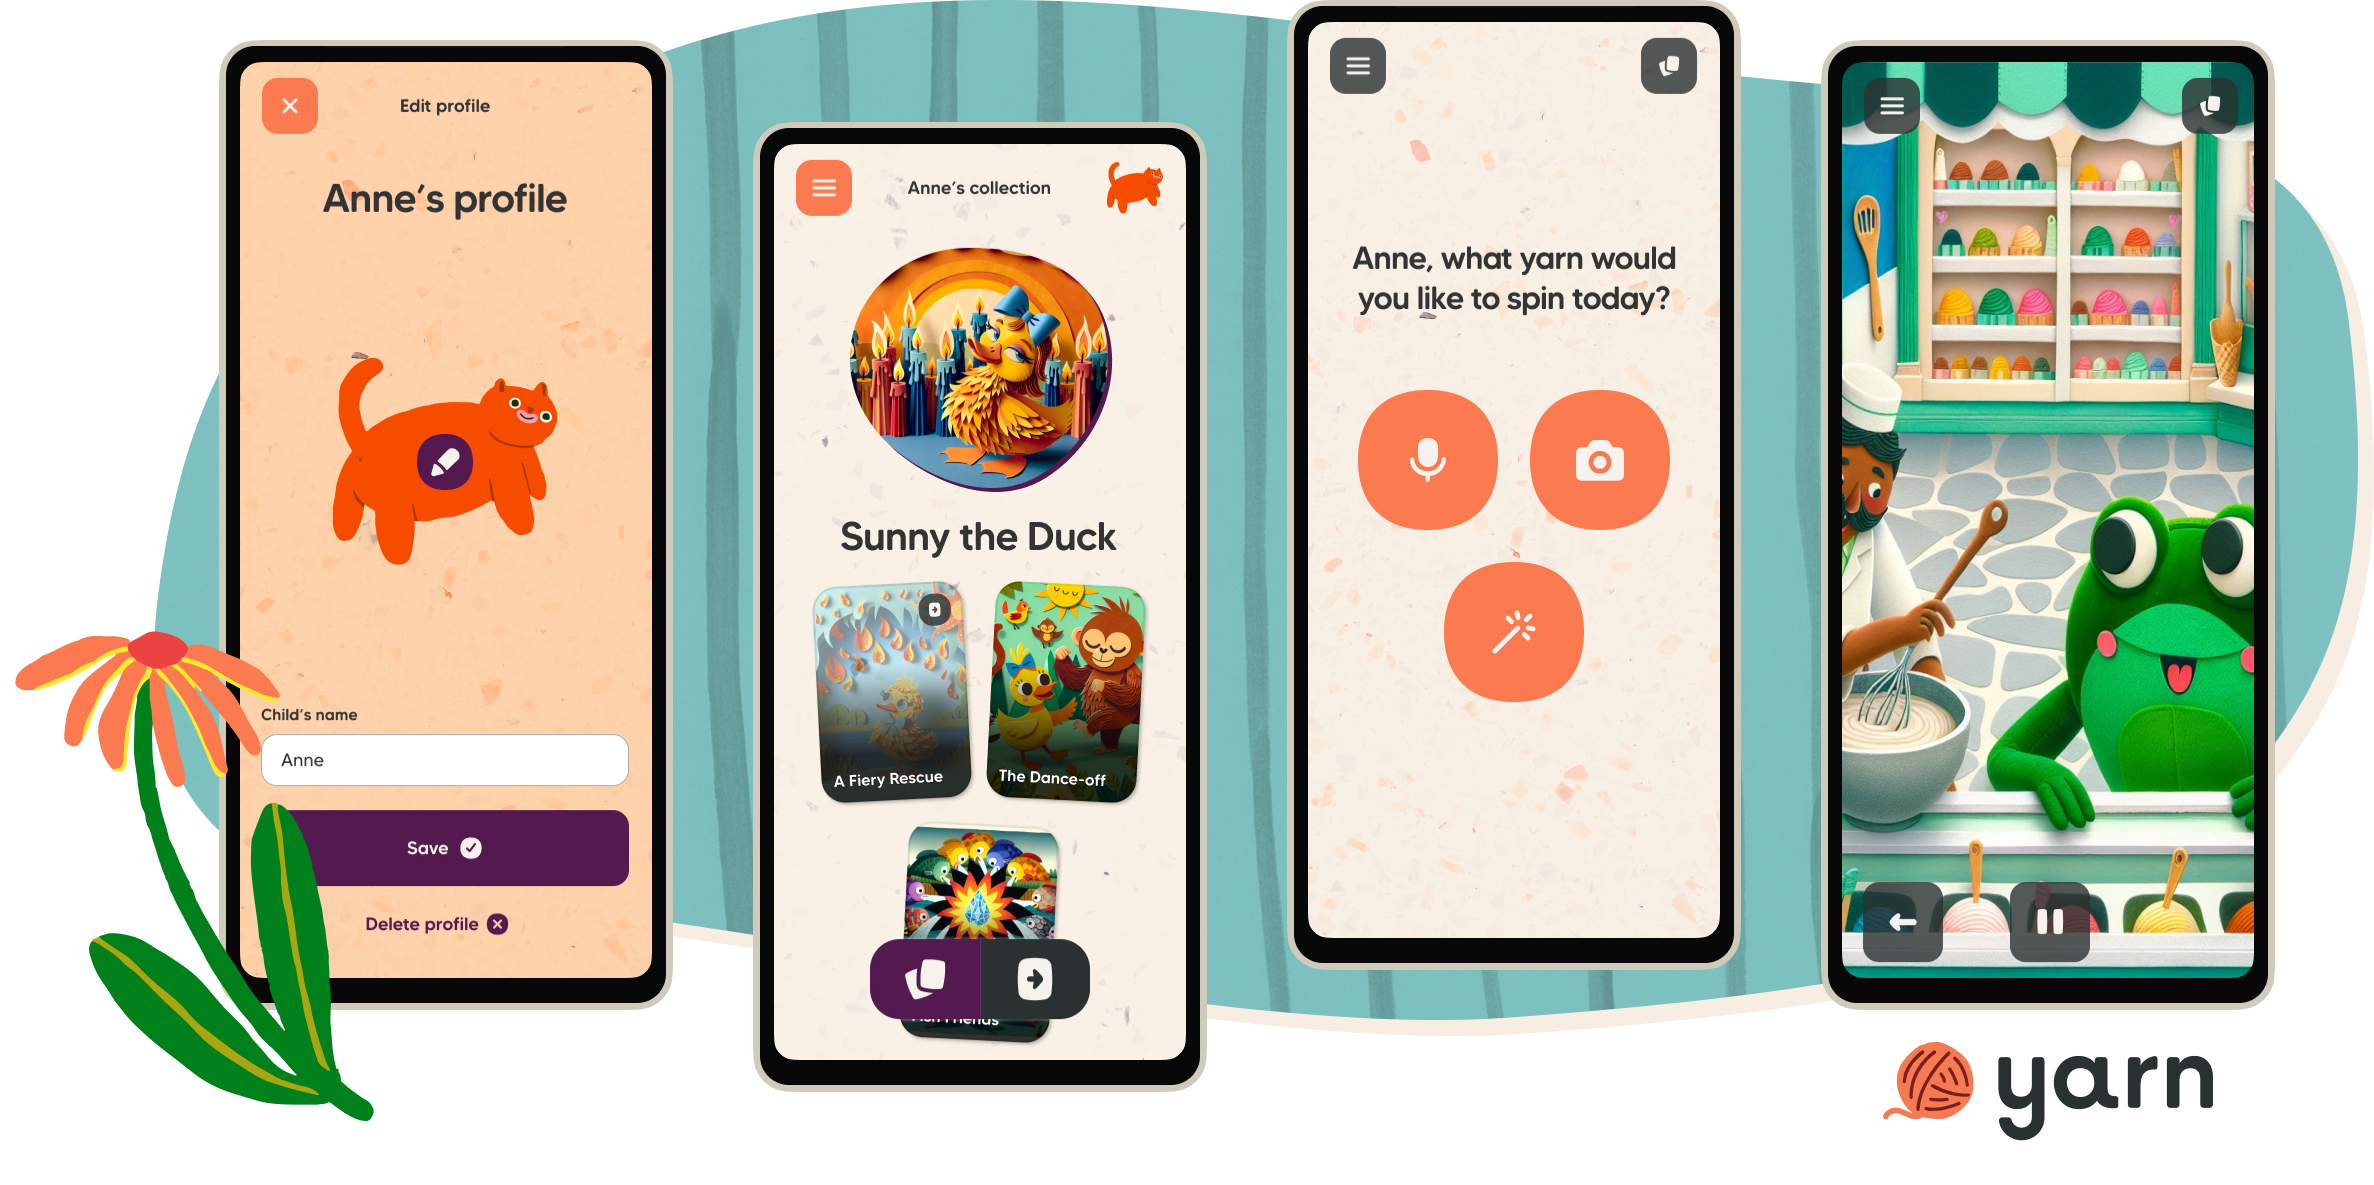 Edit profile
Anne’s profile
Child’s name
Anne
Save
Delete profile
Anne’s collection
Sunny the Duck
A Fiery Rescue
The Dance-off
Friends
Anne, what yarn would
you like to spin today?
yarn